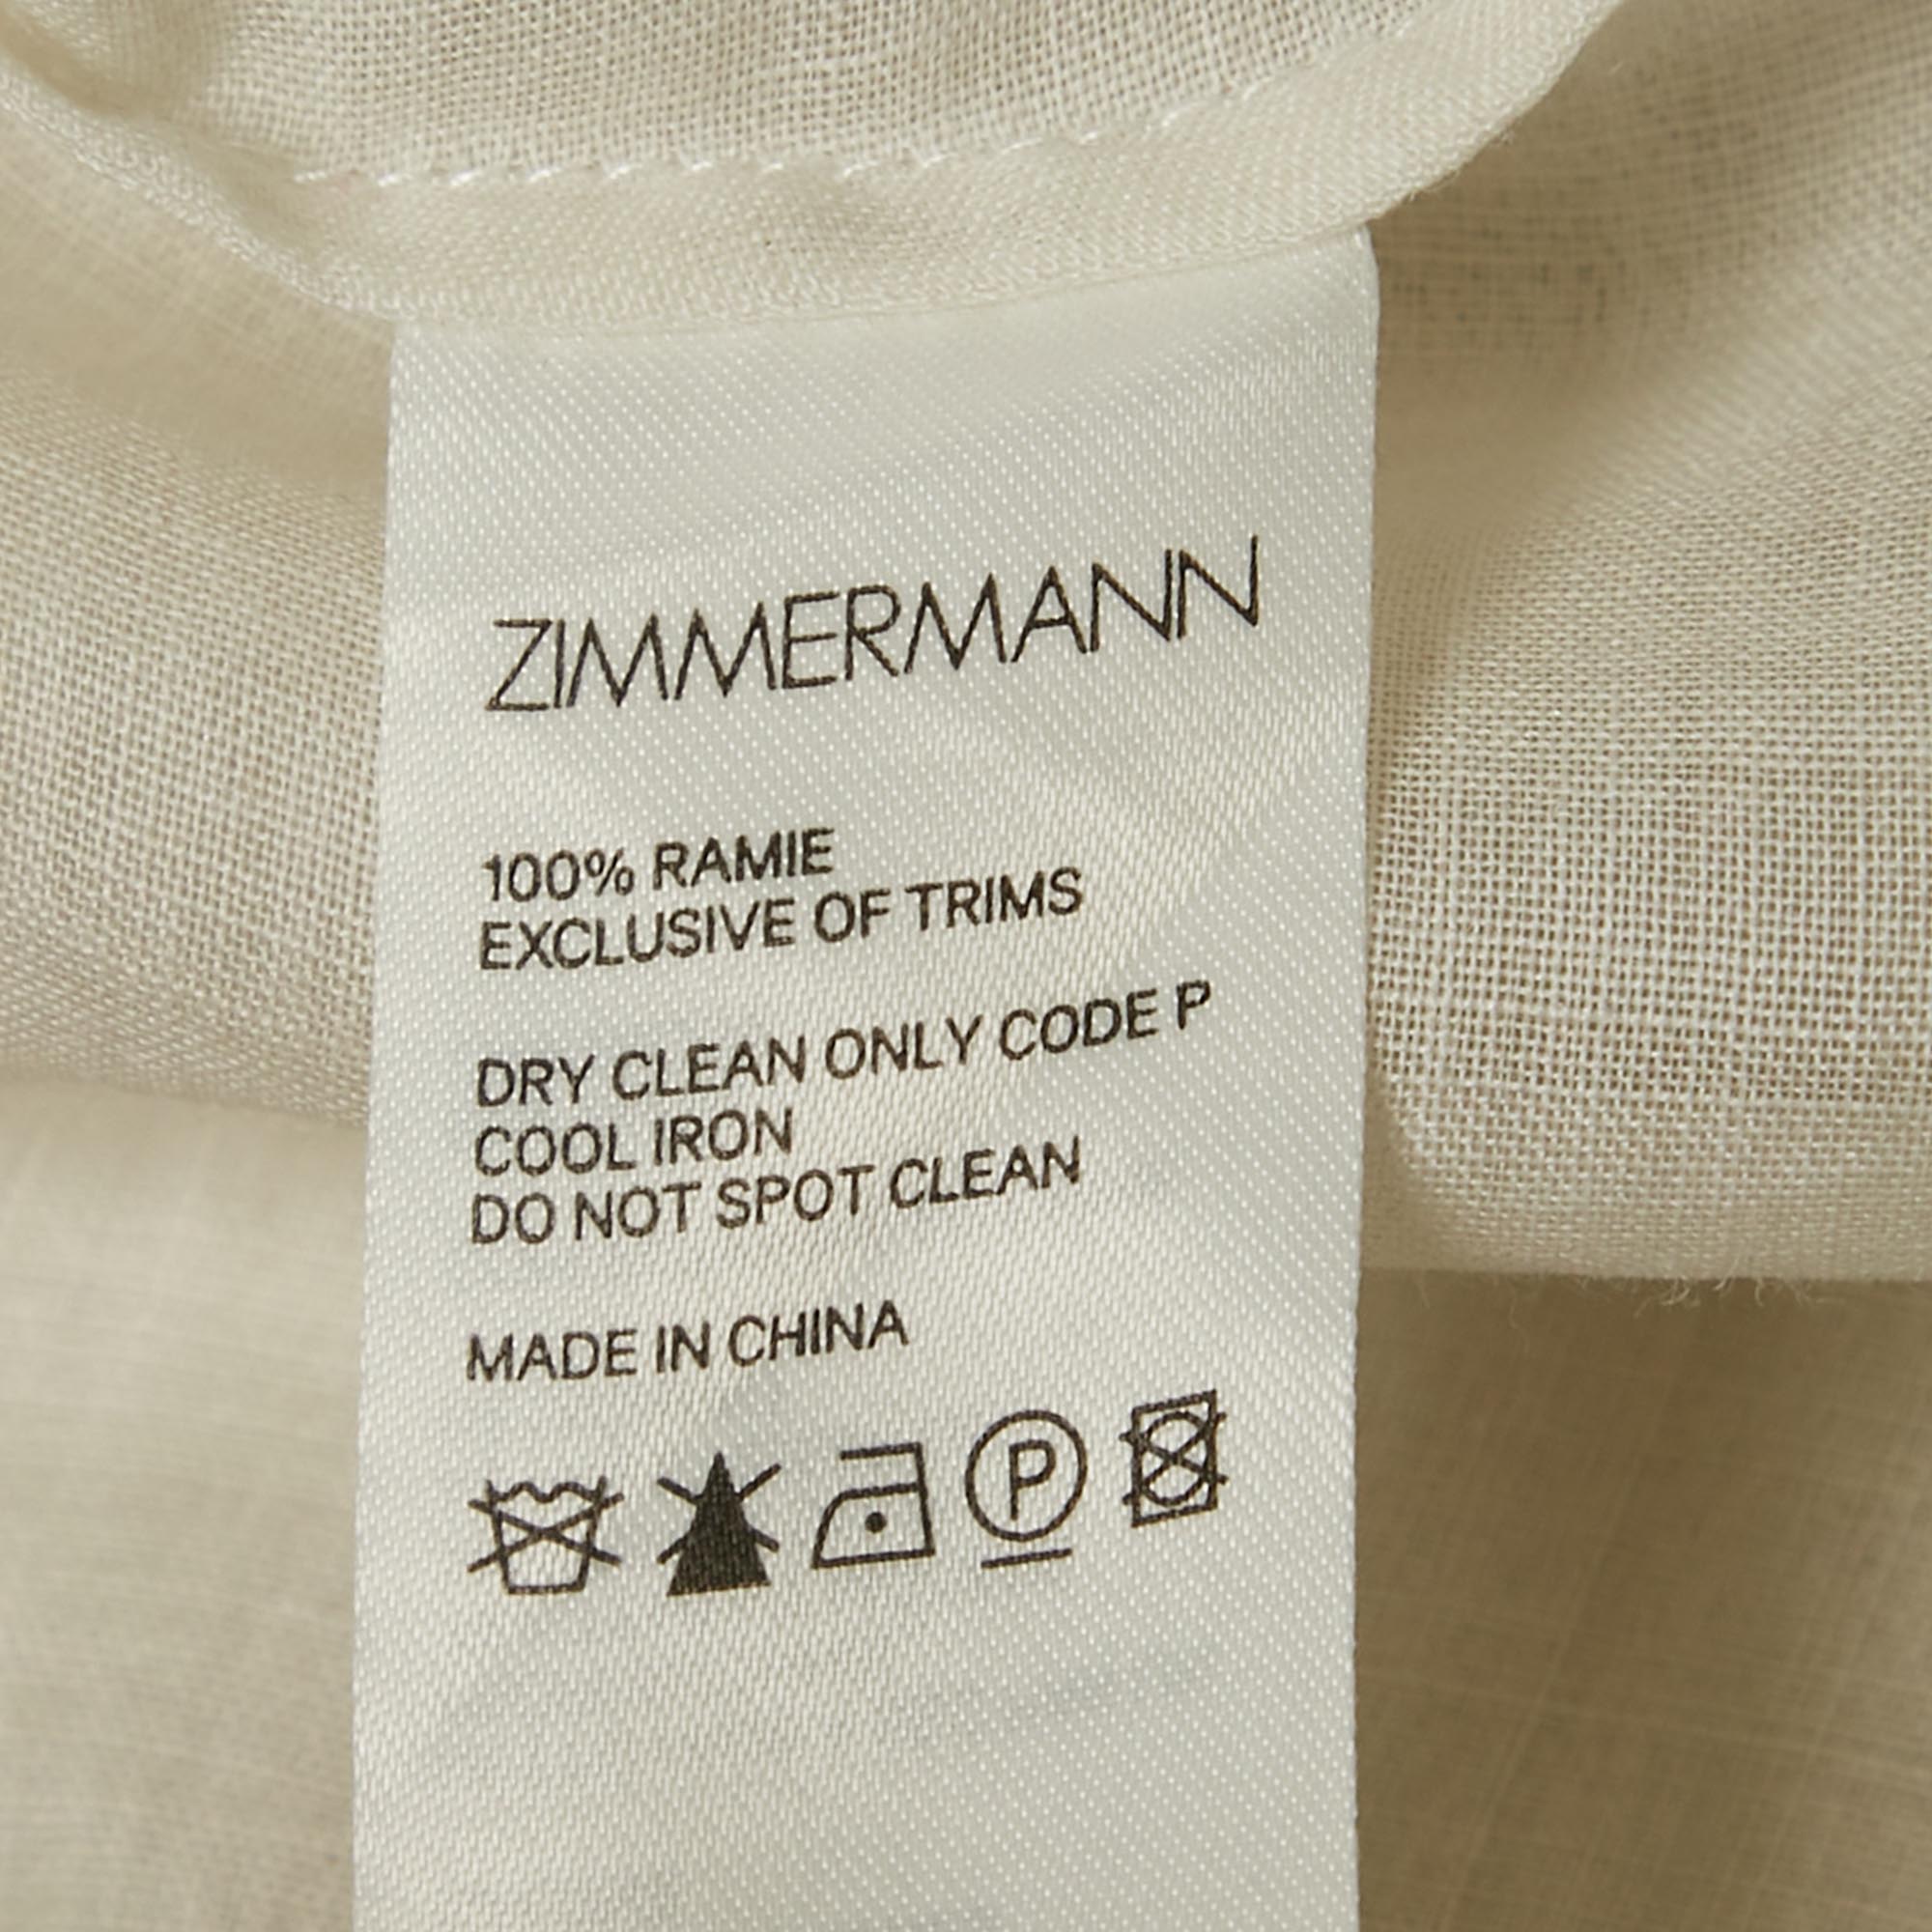 ZIMMERMANN
100% RAMIE
EXCLUSIVE OF TRIMS
DRY CLEAN ONLY CODE P
COOL IRON
DO NOT SPOT CLEAN
MADE IN CHINA
P